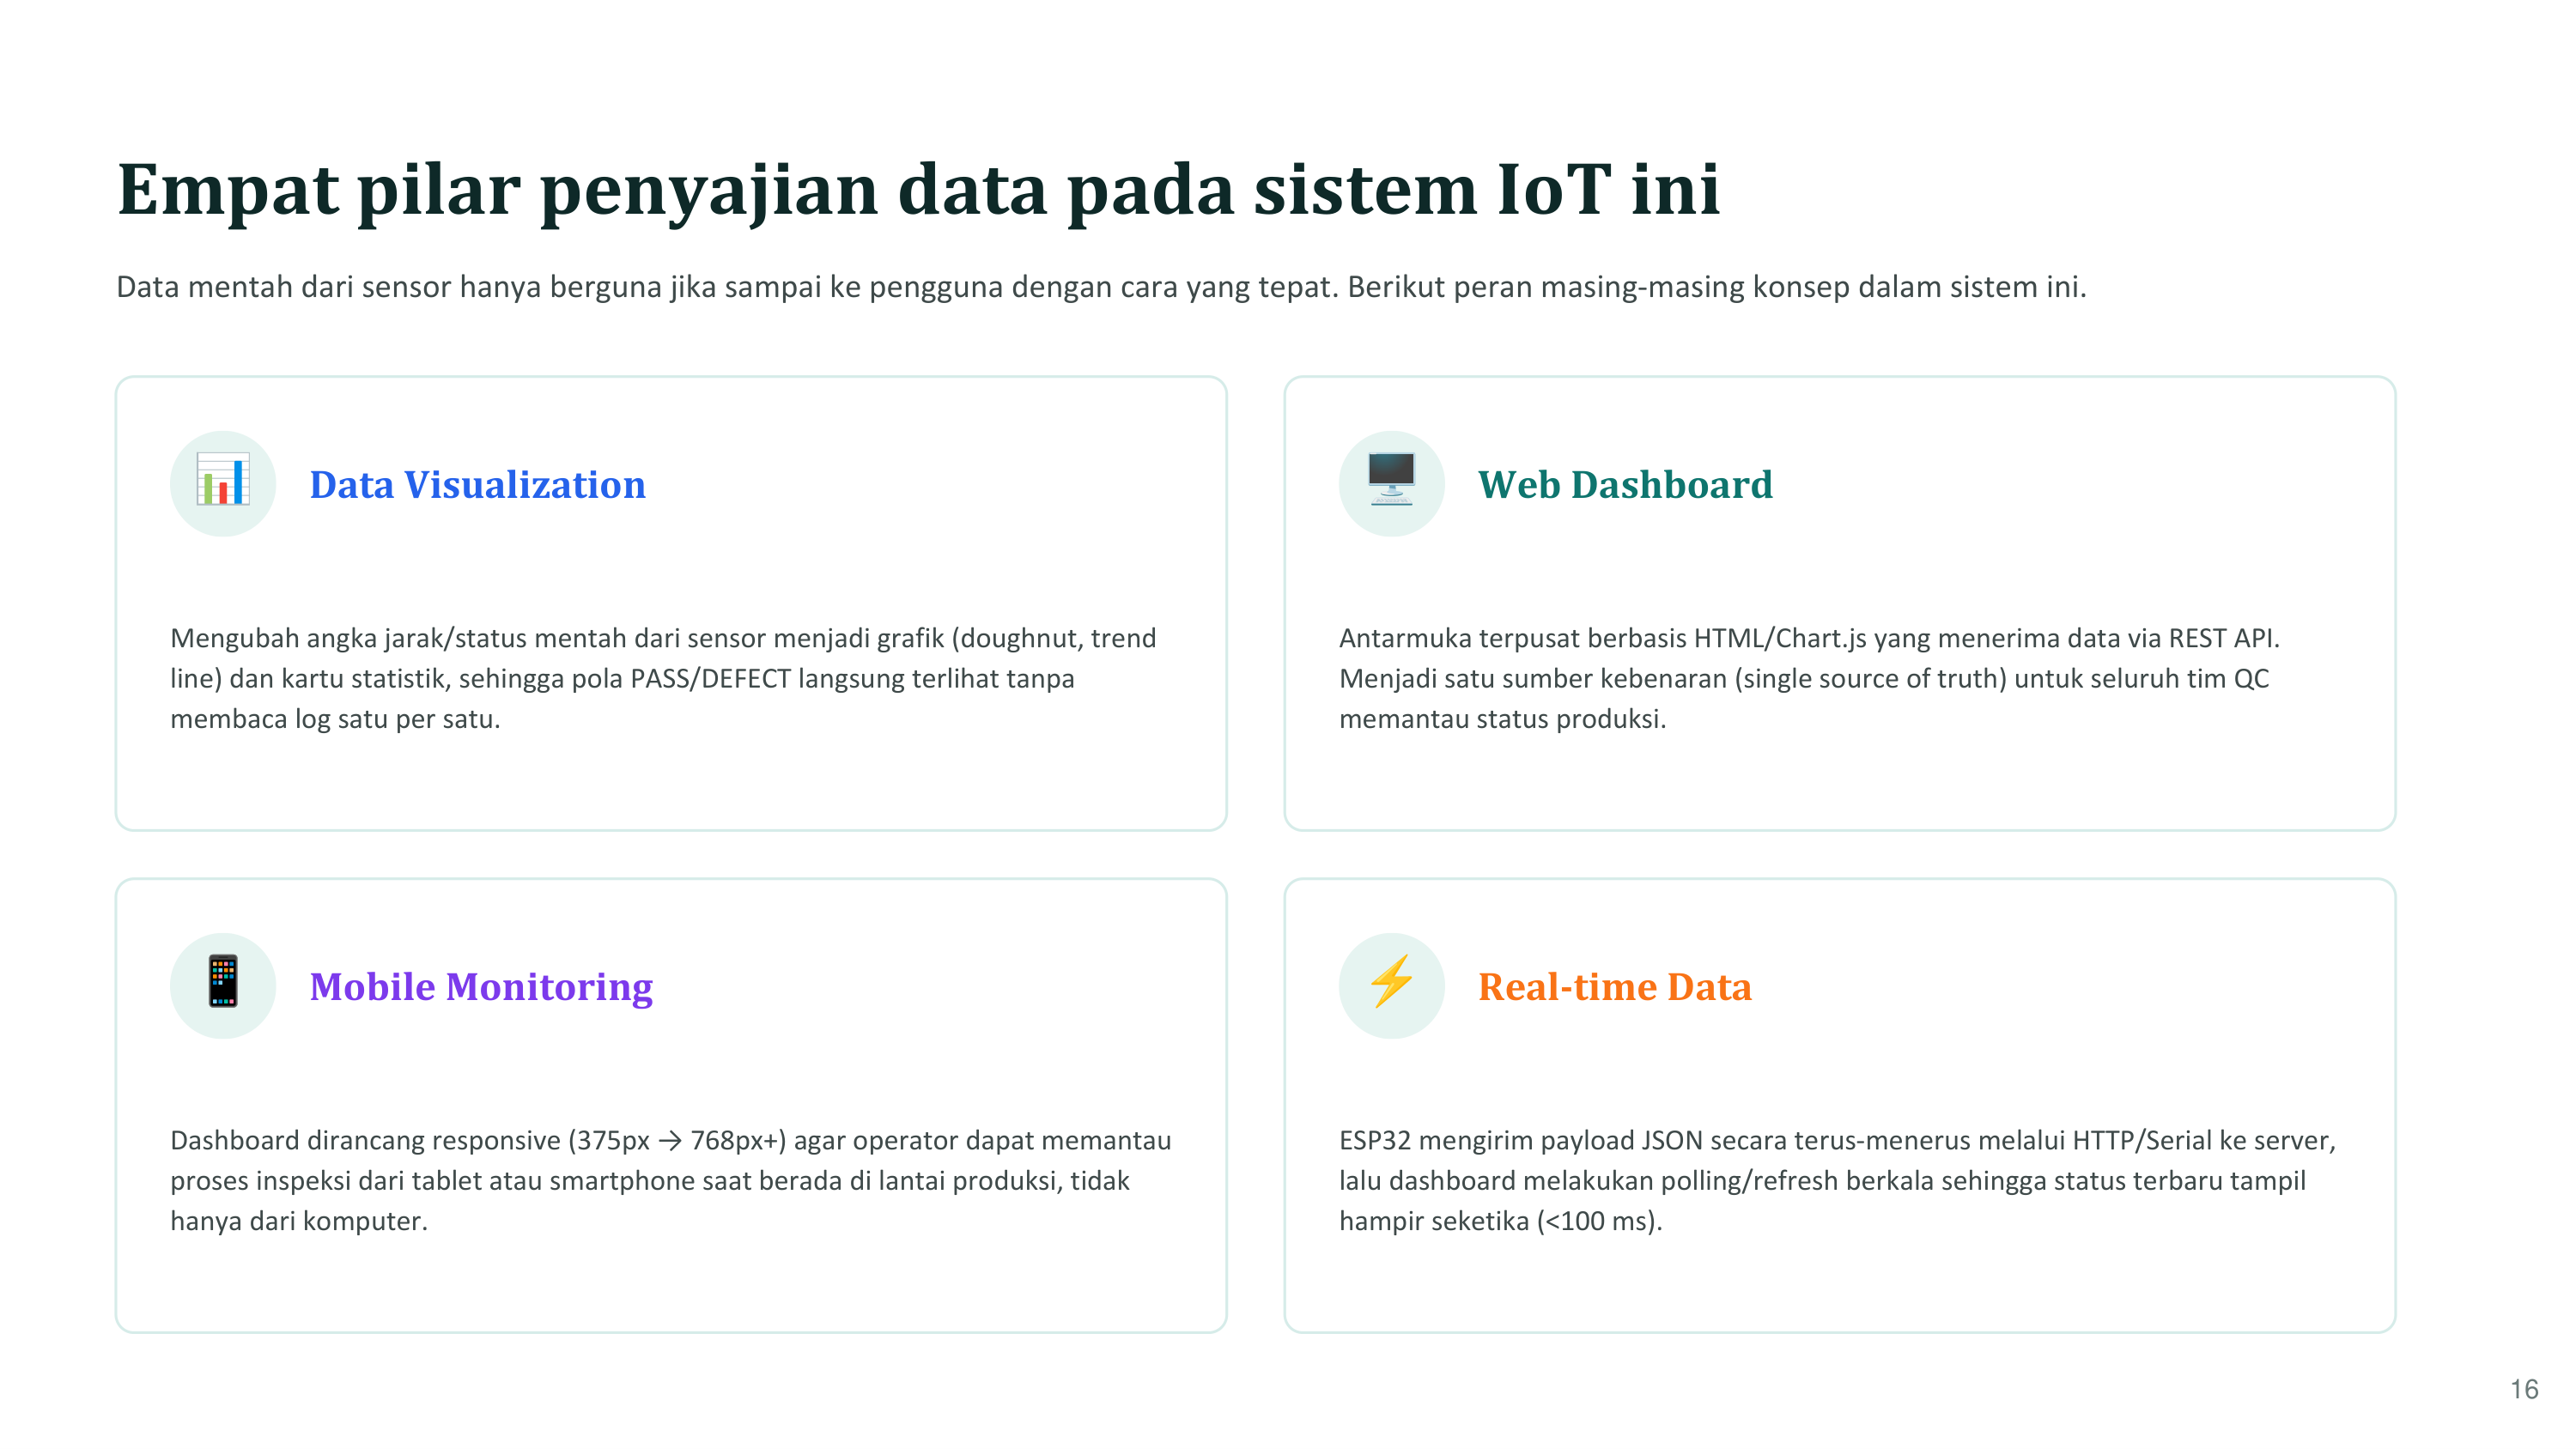 Empat pilar penyajian data pada sistem IoT ini
Data mentah dari sensor hanya berguna jika sampai ke pengguna dengan cara yang tepat. Berikut peran masing-masing konsep dalam sistem ini.
Data Visualization
Mengubah angka jarak/status mentah dari sensor menjadi grafik (doughnut, trend
line) dan kartu statistik, sehingga pola PASS/DEFECT langsung terlihat tanpa
membaca log satu per satu.
Web Dashboard
Antarmuka terpusat berbasis HTML/Chart.js yang menerima data via REST API.
Menjadi satu sumber kebenaran (single source of truth) untuk seluruh tim QC
memantau status produksi.
Mobile Monitoring
Dashboard dirancang responsive (375px → 768px+) agar operator dapat memantau
proses inspeksi dari tablet atau smartphone saat berada di lantai produksi, tidak
hanya dari komputer.
Real-time Data
ESP32 mengirim payload JSON secara terus-menerus melalui HTTP/Serial ke server,
lalu dashboard melakukan polling/refresh berkala sehingga status terbaru tampil
hampir seketika (<100 ms).
16